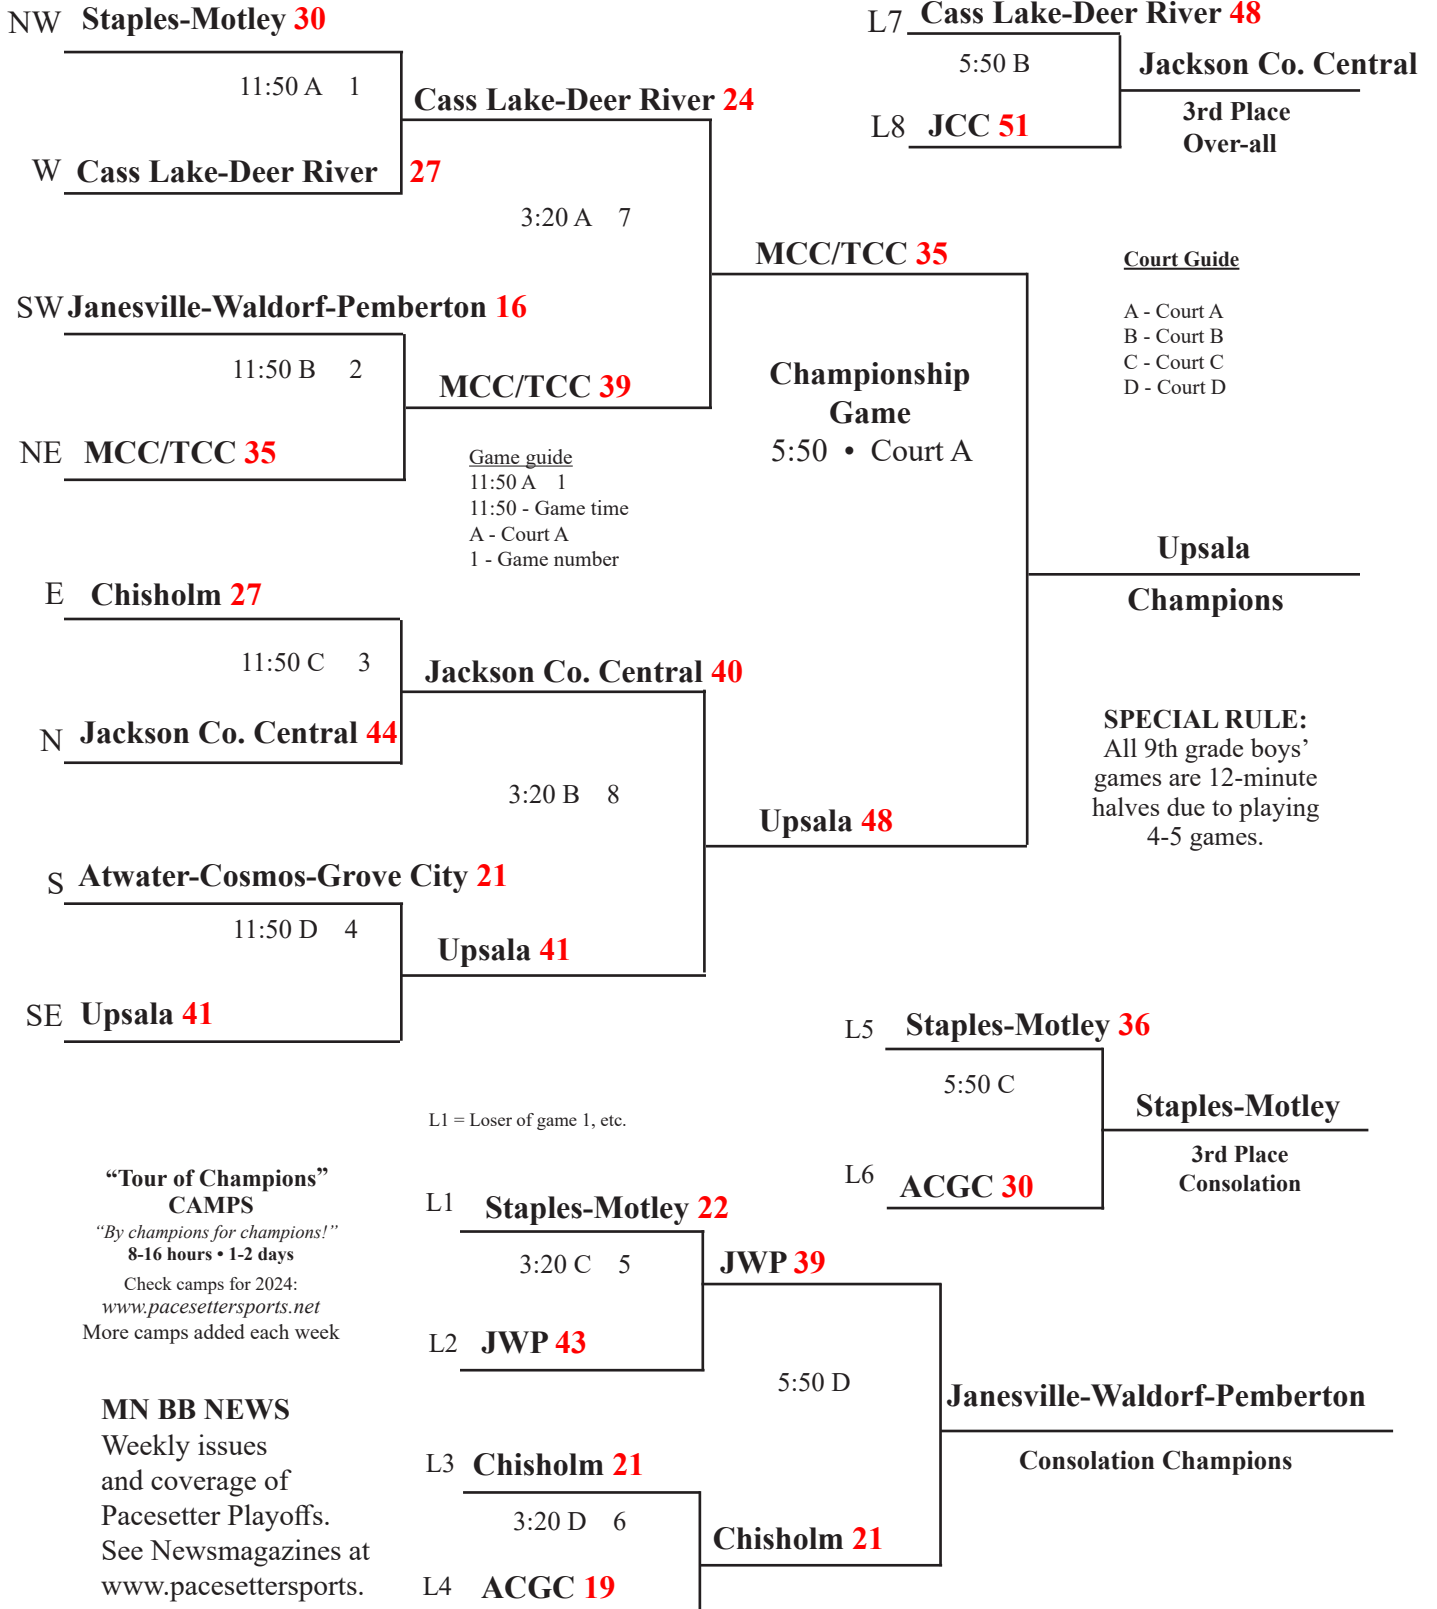 NW Staples-Motley 30
11:50 A 1
W Cass Lake-Deer River 27
Cass Lake-Deer River 24
3:20 A 7
SW Janesville-Waldorf-Pemberton 16
11:50 B 2
NE MCC/TCC 35
MCC/TCC 39
Game guide
11:50 A 1
11:50 - Game time
A - Court A
1 - Game number
E Chisholm 27
11:50 C 3
N Jackson Co. Central 44
Jackson Co. Central 40
3:20 B 8
S Atwater-Cosmos-Grove City 21
11:50 D 4
SE Upsala 41
Upsala 41
MCC/TCC 35
Championship
Game
5:50 • Court A
Upsala 48
Upsala
Champions
L7 Cass Lake-Deer River 48
5:50 B
L8 JCC 51
Jackson Co. Central
3rd Place
Over-all
Court Guide
A - Court A
B - Court B
C - Court C
D - Court D
SPECIAL RULE:
All 9th grade boys’
games are 12-minute
halves due to playing
4-5 games.
L5 Staples-Motley 36
5:50 C
L6 ACGC 30
Staples-Motley
3rd Place
Consolation
L1 = Loser of game 1, etc.
L1 Staples-Motley 22
3:20 C 5
L2 JWP 43
JWP 39
5:50 D
L3 Chisholm 21
3:20 D 6
L4 ACGC 19
Chisholm 21
Janesville-Waldorf-Pemberton
Consolation Champions
“Tour of Champions”
CAMPS
“By champions for champions!”
8-16 hours • 1-2 days
Check camps for 2024:
www.pacesettersports.net
More camps added each week
MN BB NEWS
Weekly issues
and coverage of
Pacesetter Playoffs.
See Newsmagazines at
www.pacesettersports.